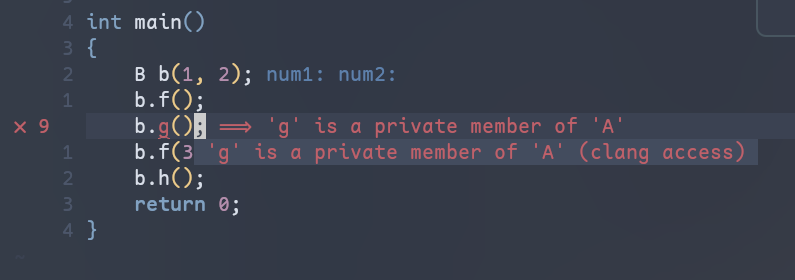 4 int main()
3 {
2 B b(1, 2); num1: num2:
1 b.f();
× 9 b.g(); ⟹ 'g' is a private member of 'A'
1 b.f(3 'g' is a private member of 'A' (clang access)
2 b.h();
3 return 0;
4 }